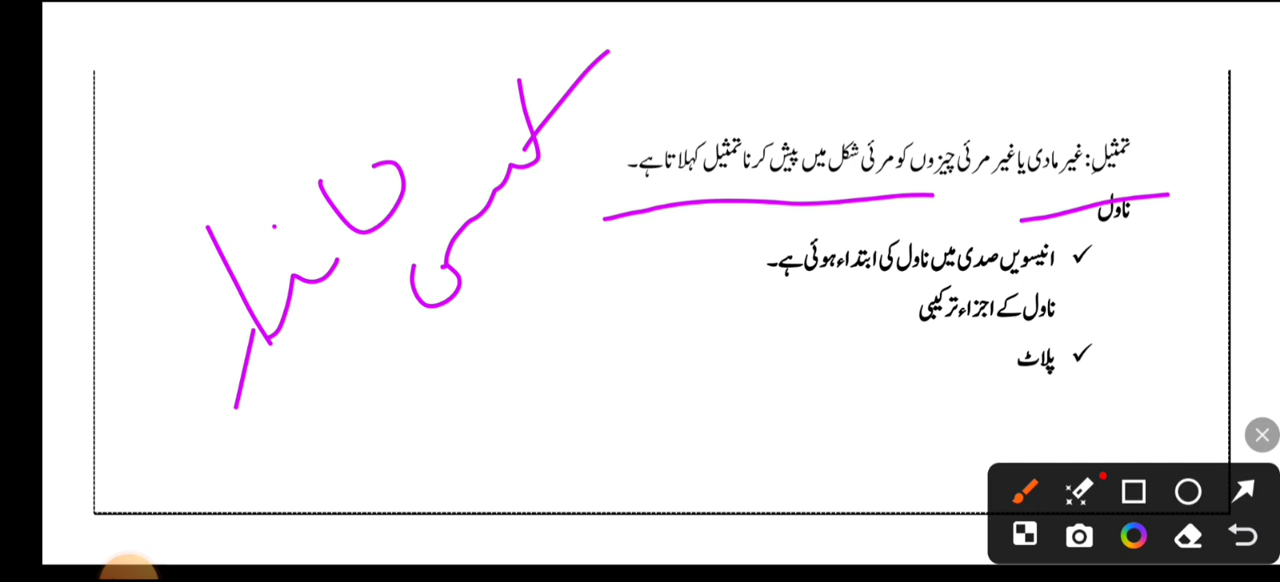 تمثیل: غیر مادی یا غیر مرئی چیزوں کو مرئی شکل میں پیش کرنا تمثیل کہلاتا ہے۔
ناول
✓ انیسویں صدی میں ناول کی ابتداء ہوئی ہے۔
ناول کے اجزاء ترکیبی
✓ پلاٹ